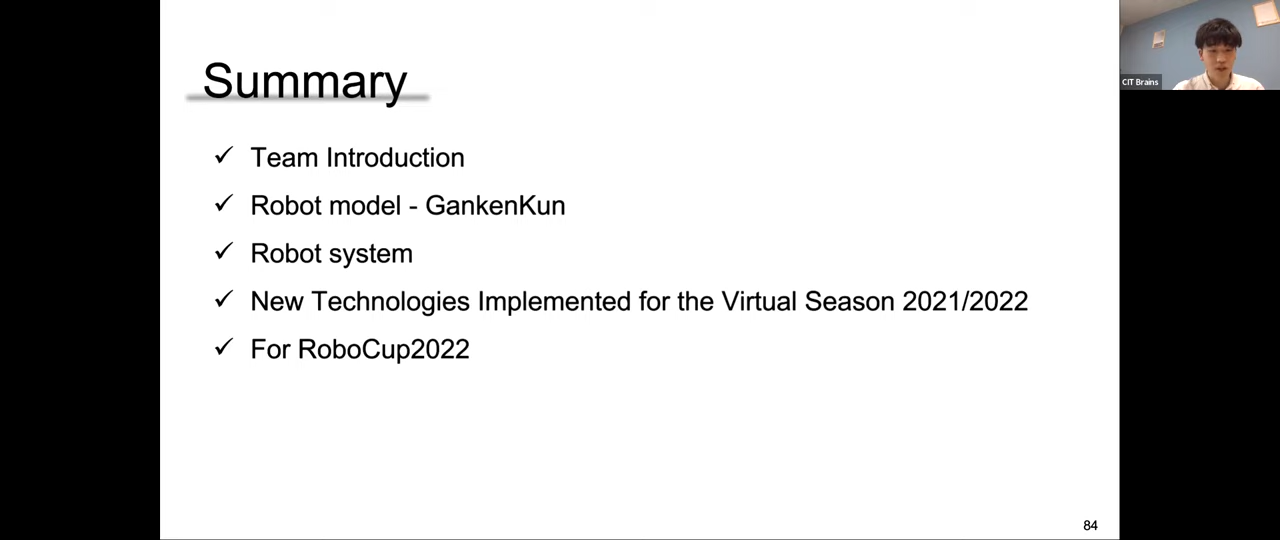 Summary
✓ Team Introduction
✓ Robot model - GankenKun
✓ Robot system
✓ New Technologies Implemented for the Virtual Season 2021/2022
✓ For RoboCup2022
84
CIT Brains